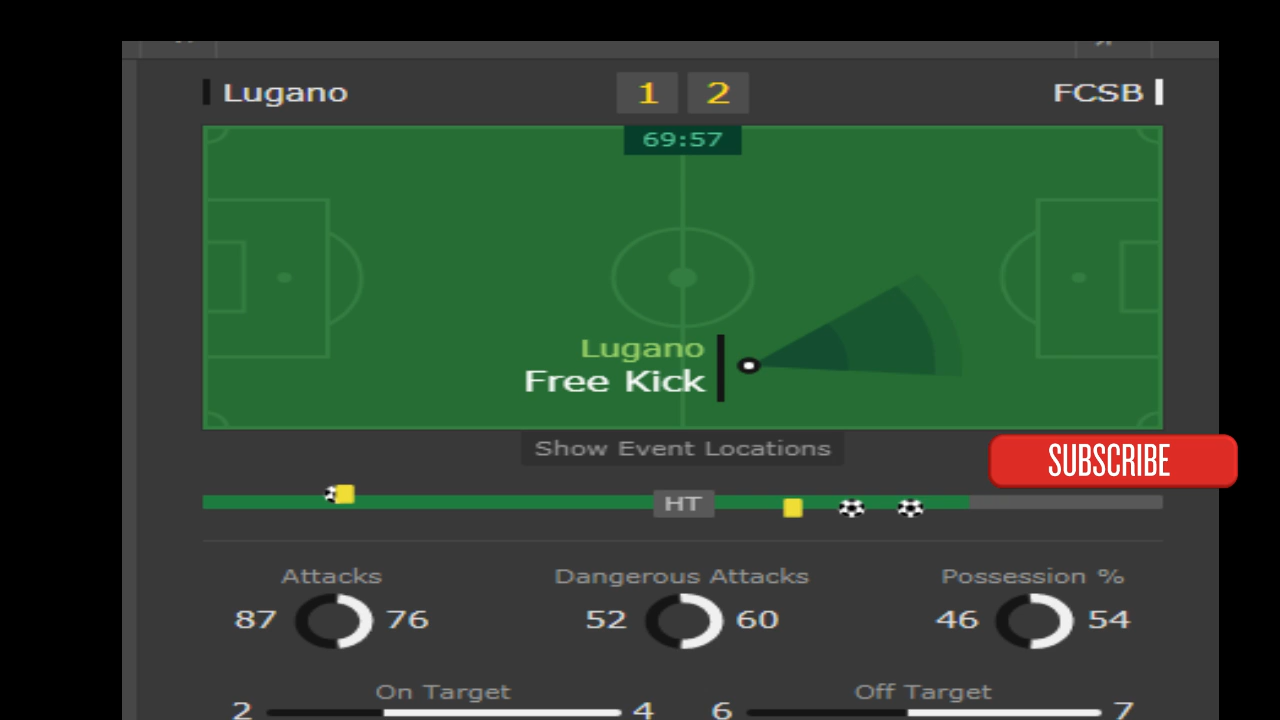 Lugano 1 2 FCSB
69:57
Lugano
Free Kick
Show Event Locations
SUBSCRIBE
HT
Attacks Dangerous Attacks Possession %
87 76 52 60 46 54
On Target Off Target
2 4 6 7